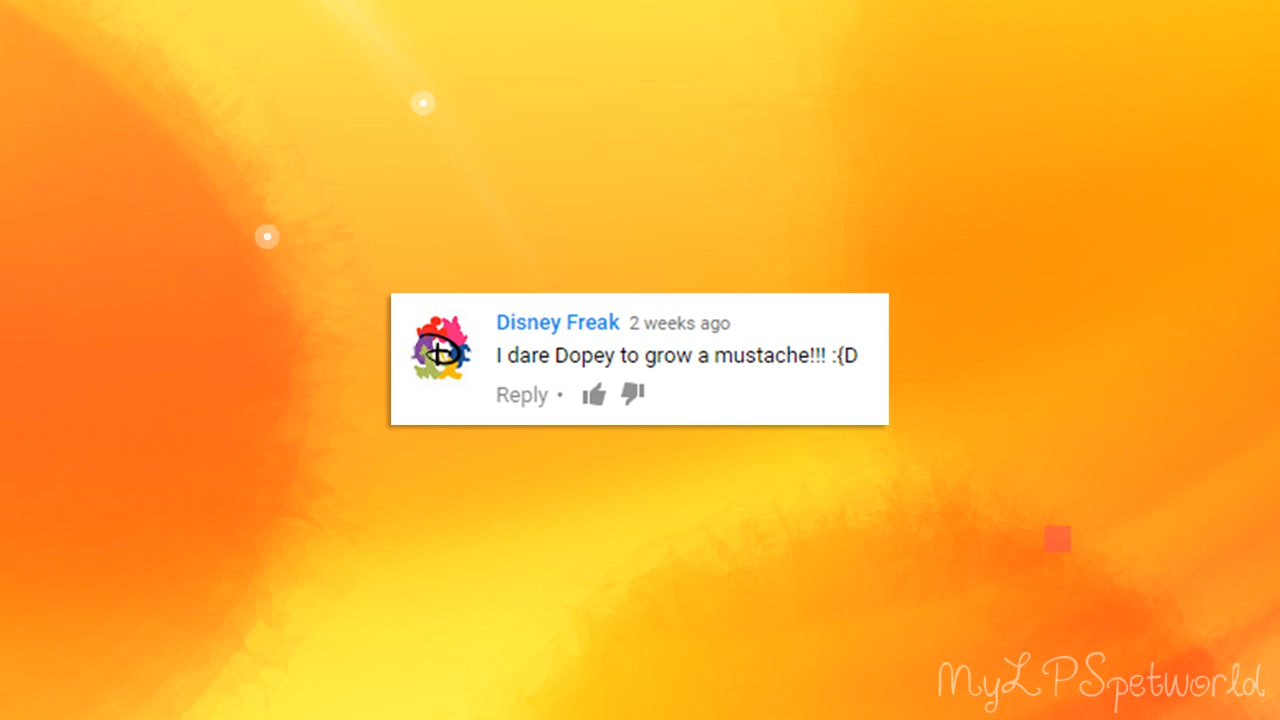 Disney Freak 2 weeks ago
I dare Dopey to grow a mustache!!! :{D
Reply •
MyLPSpetworld